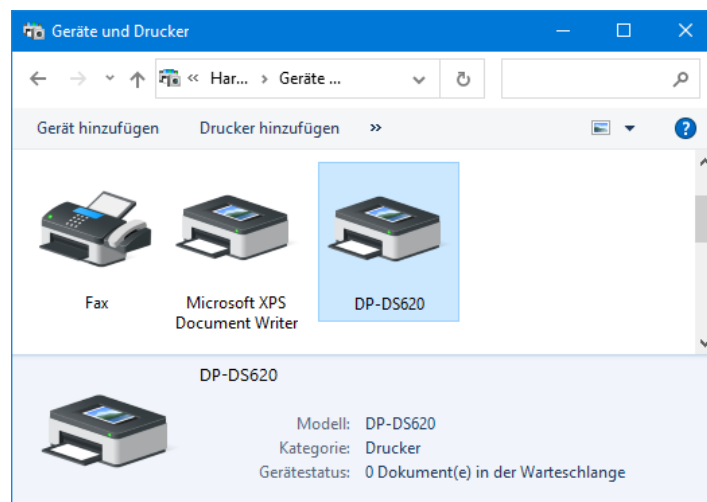 Geräte und Drucker
« Har... › Geräte ...
Gerät hinzufügen Drucker hinzufügen »
Fax
Microsoft XPS
Document Writer
DP-DS620
DP-DS620
Modell: DP-DS620
Kategorie: Drucker
Gerätestatus: 0 Dokument(e) in der Warteschlange